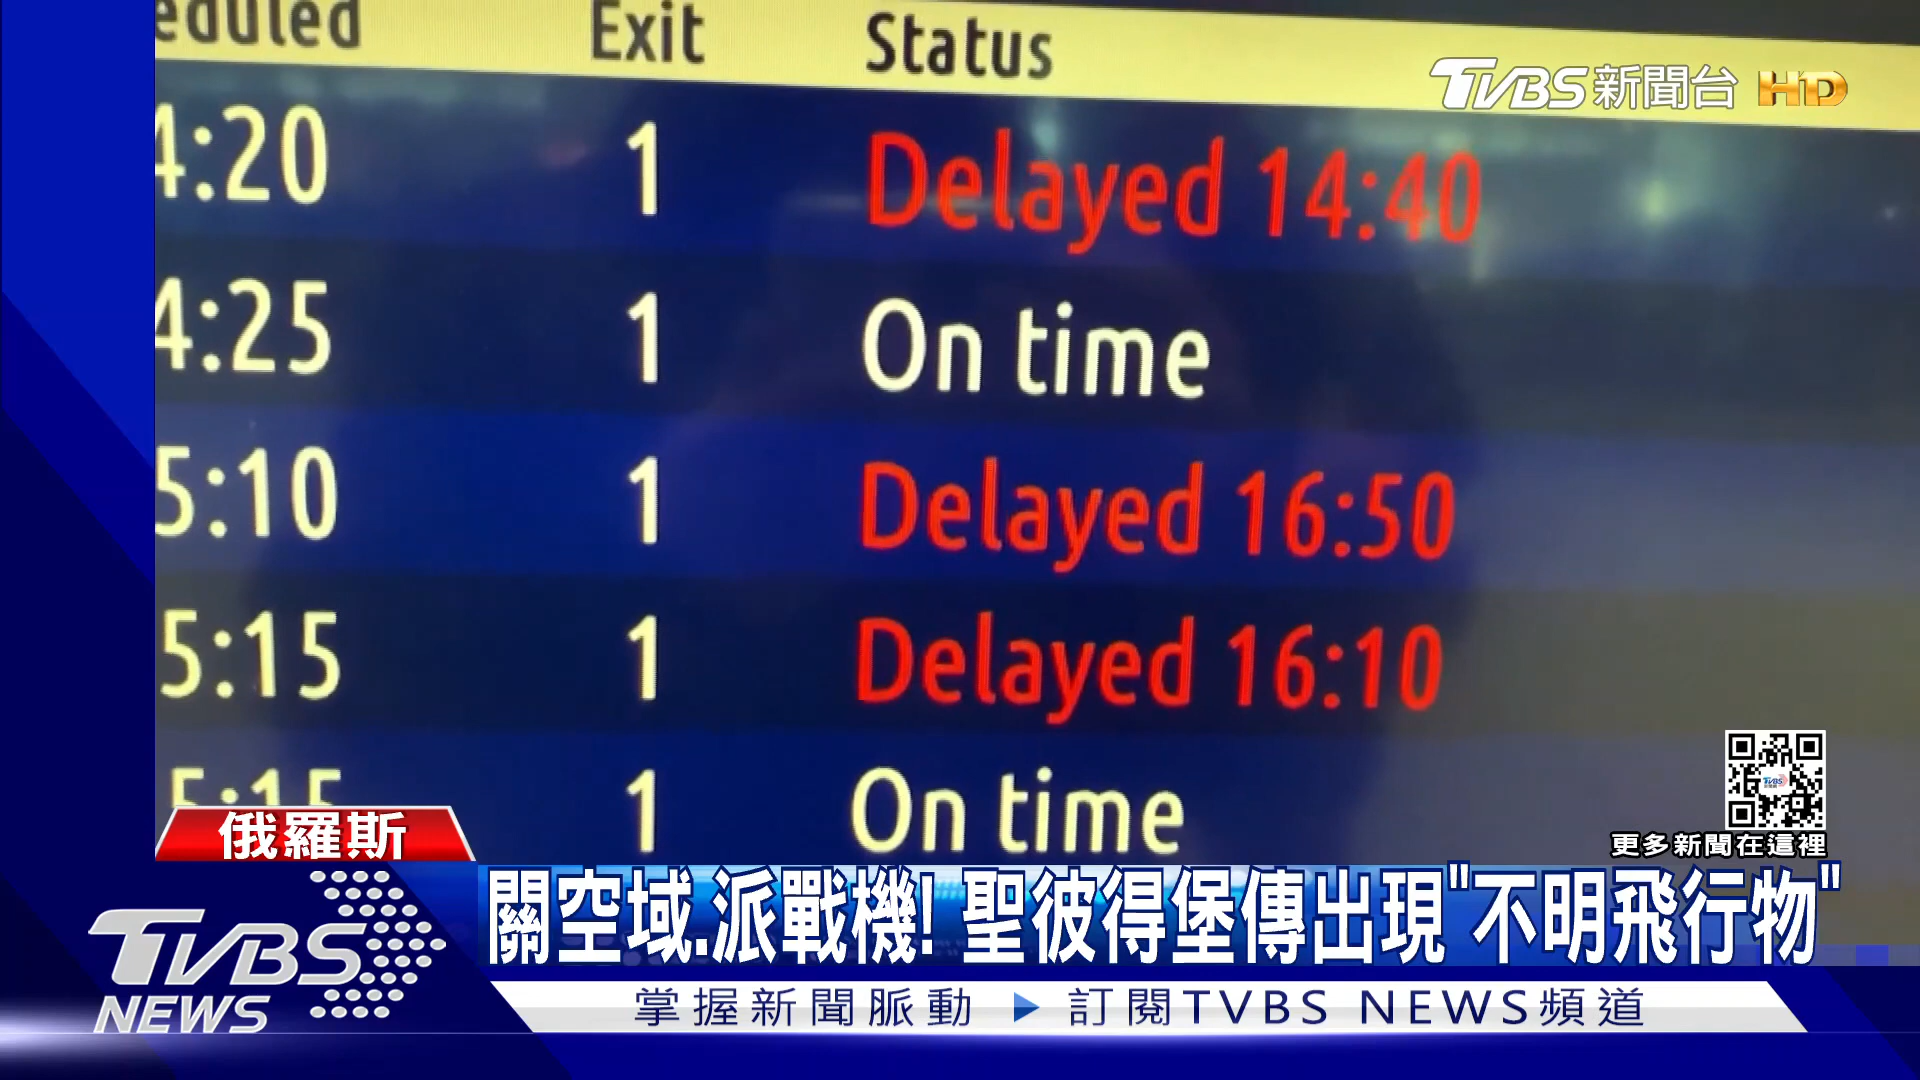 eduled Exit Status
TVBS新聞台 HD
4:20 1 Delayed 14:40
4:25 1 On time
5:10 1 Delayed 16:50
5:15 1 Delayed 16:10
5:15 1 On time
TVBS
更多新聞在這裡
俄羅斯
關空域.派戰機! 聖彼得堡傳出現"不明飛行物"
TVBS NEWS
掌握新聞脈動 ▶ 訂閱TVBS NEWS頻道